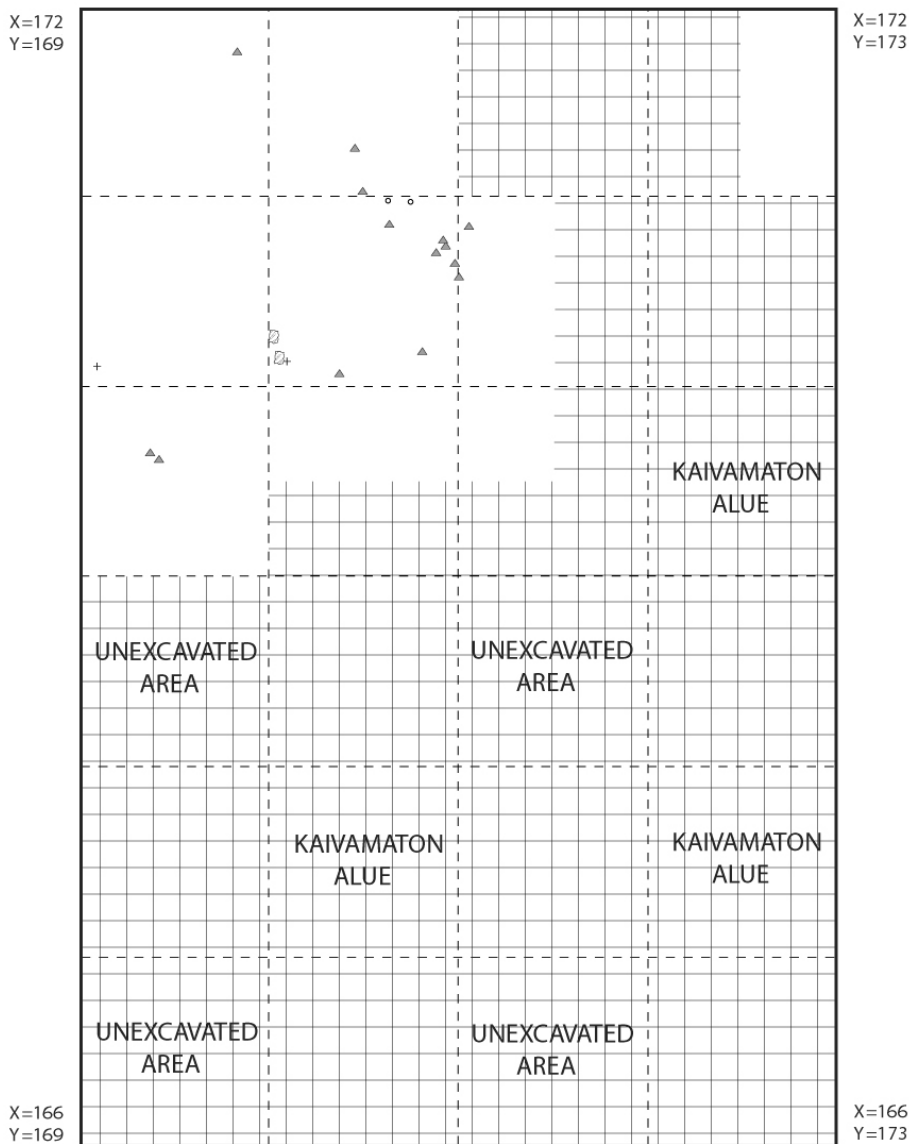 X=172
Y=169
X=172
Y=173
KAIVAMATON
ALUE
UNEXCAVATED
AREA
UNEXCAVATED
AREA
KAIVAMATON
ALUE
KAIVAMATON
ALUE
UNEXCAVATED
AREA
UNEXCAVATED
AREA
X=166
Y=169
X=166
Y=173